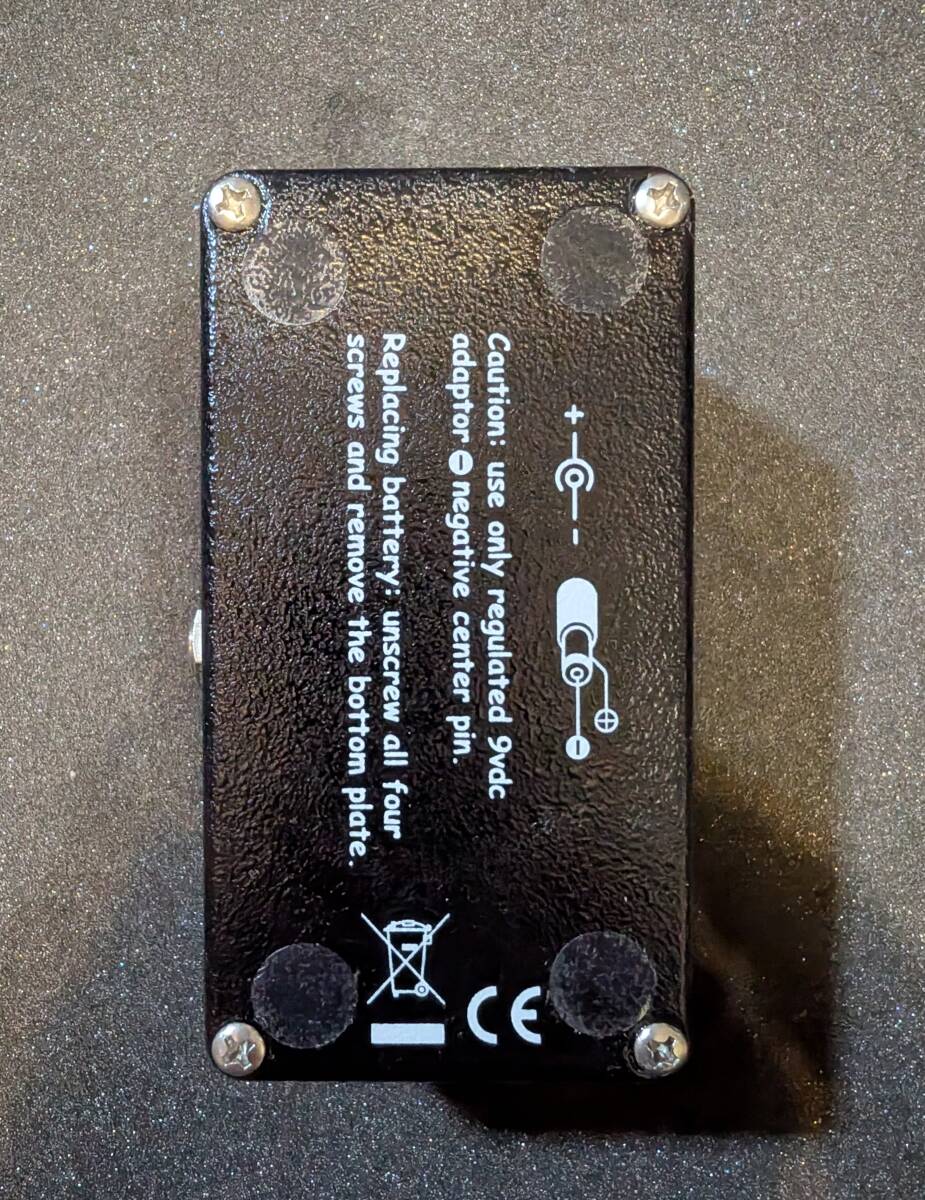 + -
Caution: use only regulated 9vdc
adaptor ⊖ negative center pin.
Replacing battery: unscrew all four
screws and remove the bottom plate.
CE